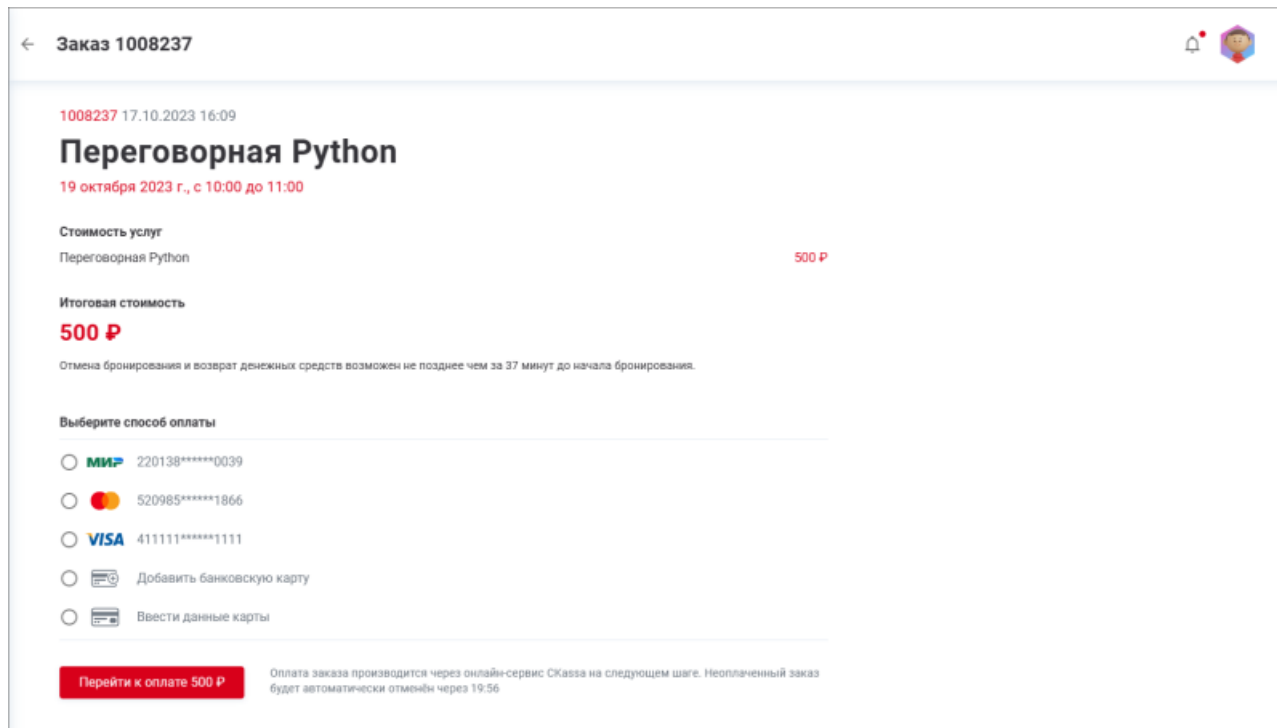 Заказ 1008237
1008237 17.10.2023 16:09
Переговорная Python
19 октября 2023 г., с 10:00 до 11:00
Стоимость услуг
Переговорная Python 500 ₽
Итоговая стоимость
500 ₽
Отмена бронирования и возврат денежных средств возможен не позднее чем за 37 минут до начала бронирования.
Выберите способ оплаты
МИР 220138******0039
520985******1866
VISA 411111******1111
Добавить банковскую карту
Ввести данные карты
Перейти к оплате 500 ₽
Оплата заказа производится через онлайн-сервис CKassa на следующем шаге. Неоплаченный заказ
будет автоматически отменён через 19:56